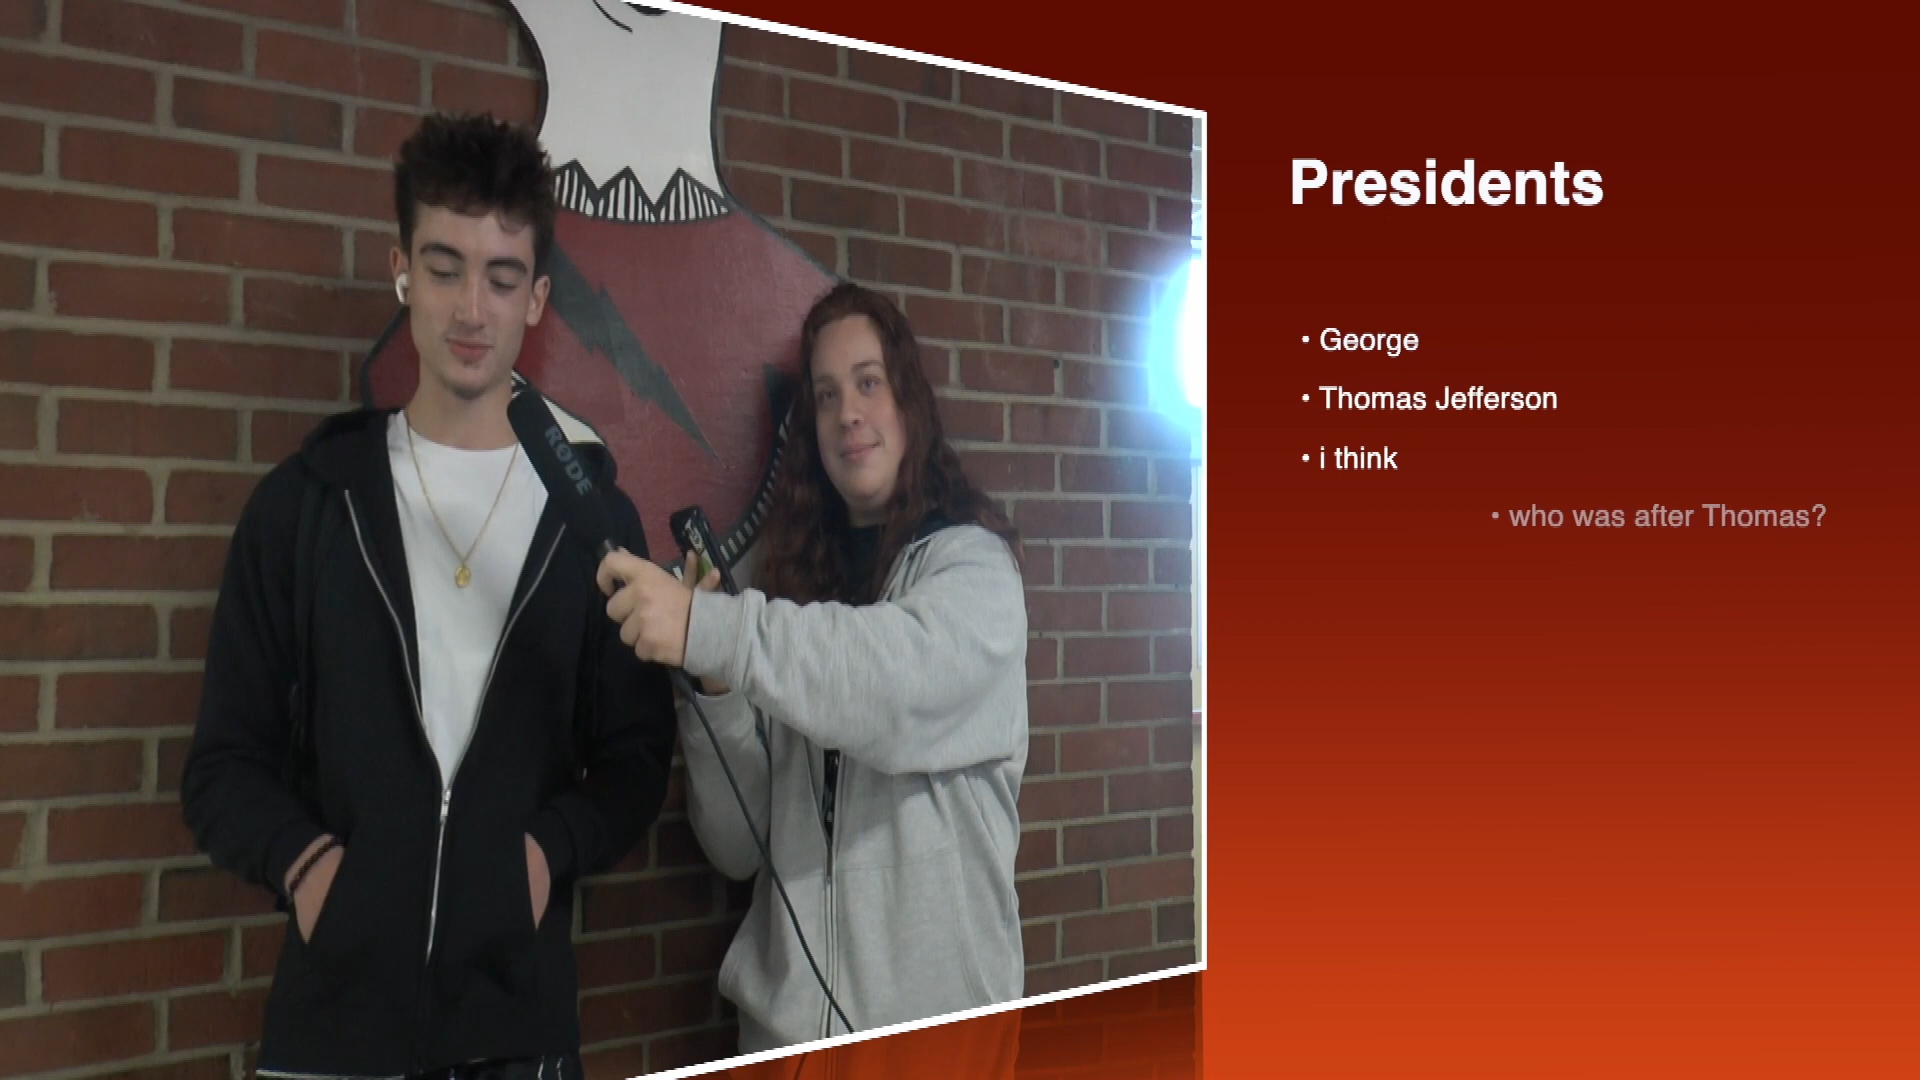 Presidents
• George
• Thomas Jefferson
• i think
• who was after Thomas?
RØDE